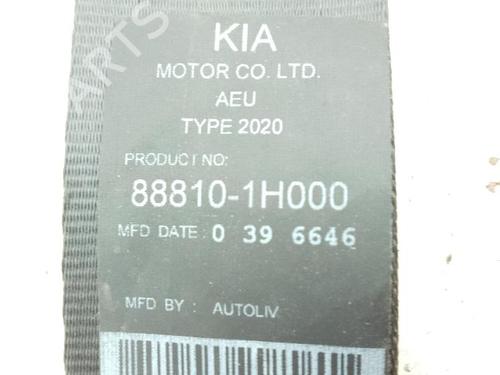 KIA
MOTOR CO. LTD.
AEU
TYPE 2020
PRODUCT NO:
88810-1H000
MFD DATE : 0 39 6646
MFD BY : AUTOLIV
PARTS